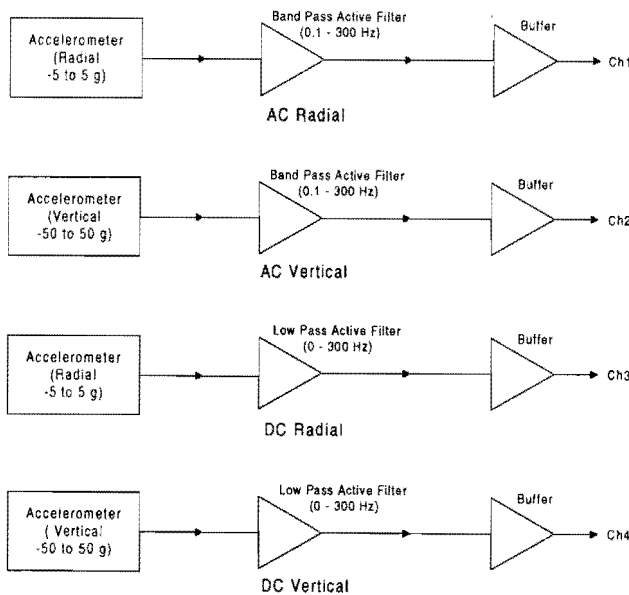 Band Pass Active Filter
(0.1 - 300 Hz)
Buffer
Accelerometer
(Radial
-5 to 5 g)
Ch1
AC Radial
Band Pass Active Filter
(0.1 - 300 Hz)
Buffer
Accelerometer
(Vertical
-50 to 50 g)
Ch2
AC Vertical
Low Pass Active Filter
(0 - 300 Hz)
Buffer
Accelerometer
(Radial
-5 to 5 g)
Ch3
DC Radial
Low Pass Active Filter
(0 - 300 Hz)
Buffer
Accelerometer
( Vertical
-50 to 50 g)
Ch4
DC Vertical